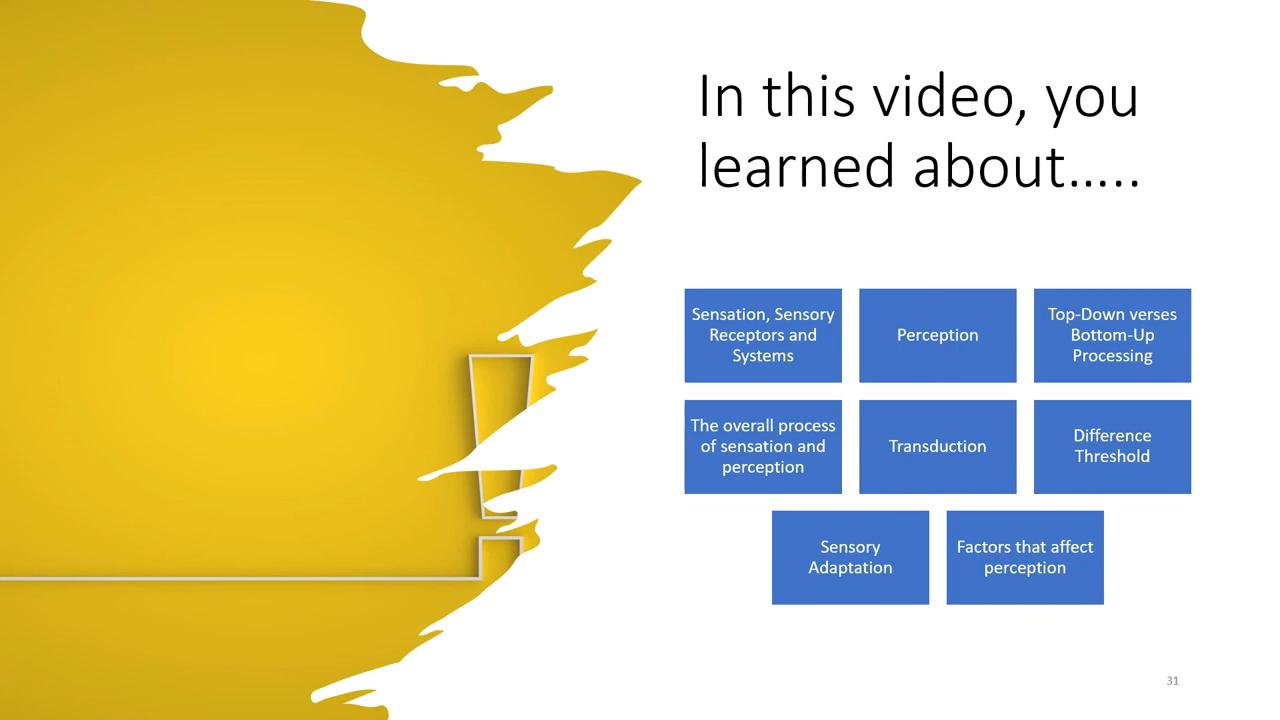 In this video, you
learned about…..
Sensation, Sensory
Receptors and
Systems
Perception
Top-Down verses
Bottom-Up
Processing
The overall process
of sensation and
perception
Transduction
Difference
Threshold
Sensory
Adaptation
Factors that affect
perception
31